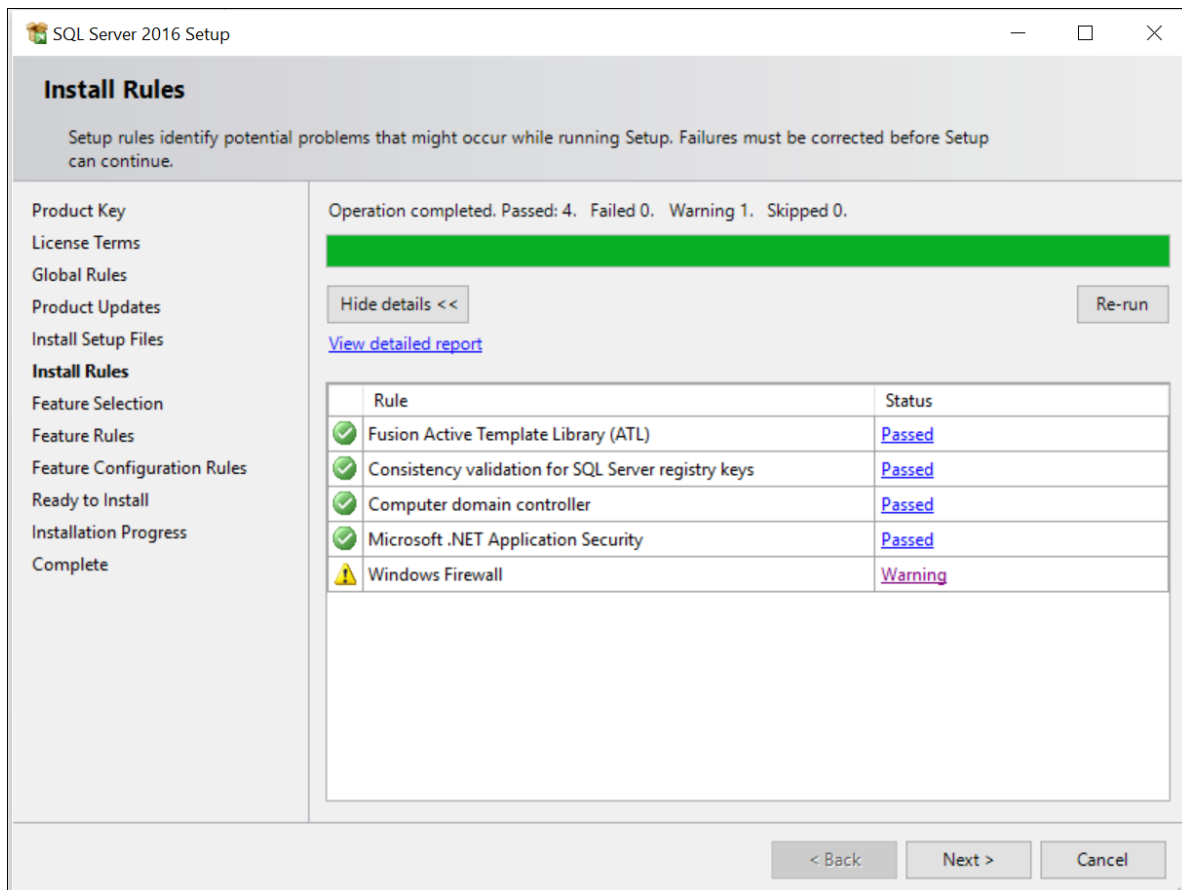 SQL Server 2016 Setup
Install Rules
Setup rules identify potential problems that might occur while running Setup. Failures must be corrected before Setup
can continue.
Product Key
License Terms
Global Rules
Product Updates
Install Setup Files
Install Rules
Feature Selection
Feature Rules
Feature Configuration Rules
Ready to Install
Installation Progress
Complete
Operation completed. Passed: 4.   Failed 0.   Warning 1.   Skipped 0.
Hide details <<
Re-run
View detailed report
Rule Status
Fusion Active Template Library (ATL) Passed
Consistency validation for SQL Server registry keys Passed
Computer domain controller Passed
Microsoft .NET Application Security Passed
Windows Firewall Warning
< Back Next > Cancel